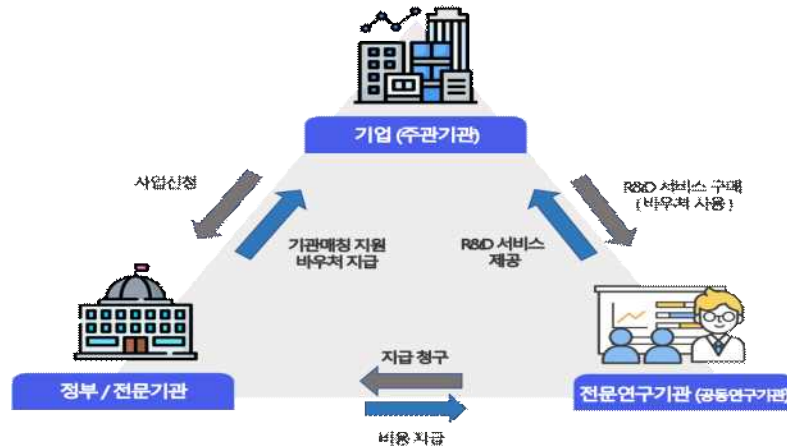 기업 (주관기관)
사업신청
R&D 서비스 구매
( 바우처 사용 )
기관매칭 지원
바우처 지급
R&D 서비스
제공
지급 청구
정부 / 전문기관
전문연구기관 (공동연구기관)
비용 지급